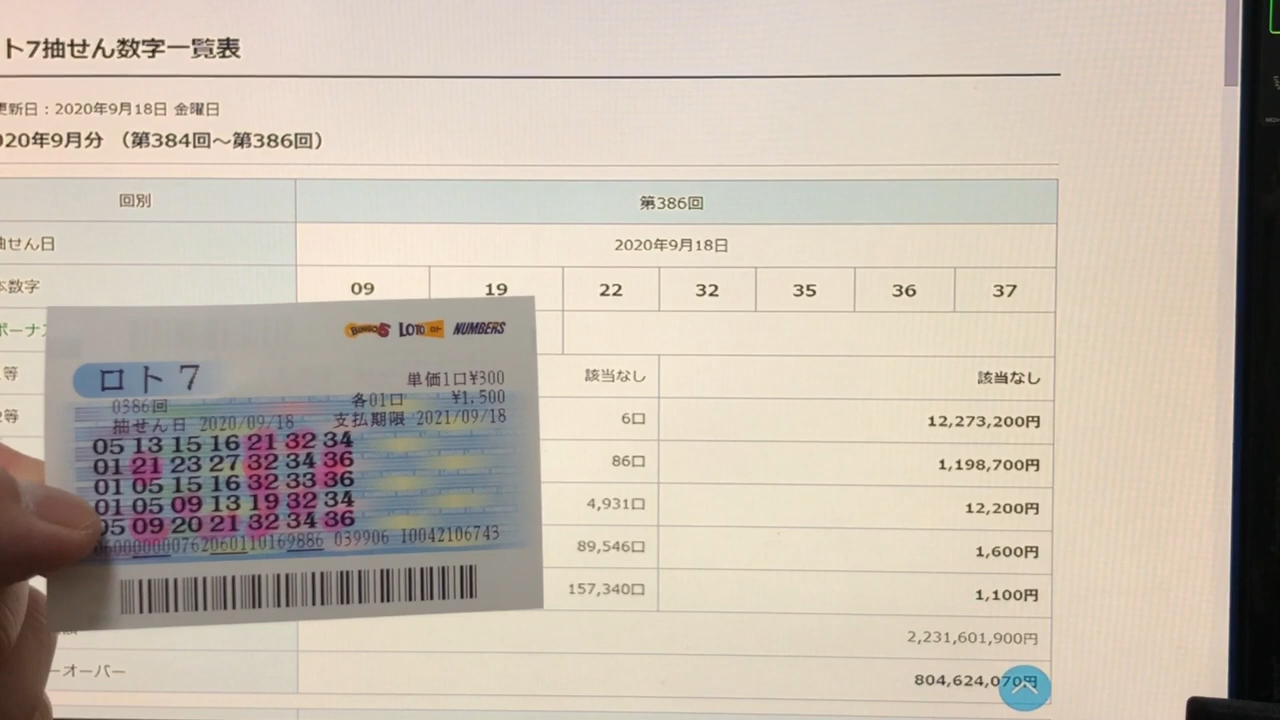 ト7抽せん数字一覧表
更新日：2020年9月18日 金曜日
020年9月分 （第384回～第386回）
回別 第386回
せん日 2020年9月18日
数字 09 19 22 32 35 36 37
ボーナ
等 該当なし 該当なし
等 6口 12,273,200円
86口 1,198,700円
4,931口 12,200円
89,546口 1,600円
157,340口 1,100円
2,231,601,900円
ーオーバー 804,624,070円
BINGO5 LOTO ロト NUMBERS
ロト7
単価1口¥300
0386回 各01口 ¥1,500
抽せん日 2020/09/18 支払期限 2021/09/18
05 13 15 16 21 32 34
01 21 23 27 32 34 36
01 05 15 16 32 33 36
01 05 09 13 19 32 34
05 09 20 21 32 34 36
0600000076206011016​9886 039906 10042106743